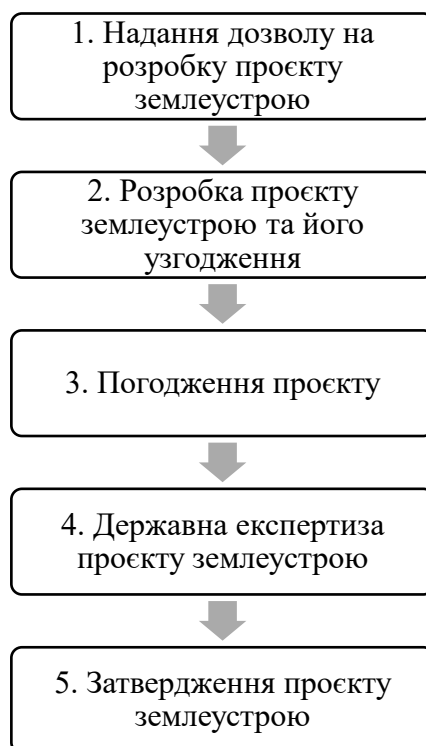 1. Надання дозволу на
розробку проєкту
землеустрою
2. Розробка проєкту
землеустрою та його
узгодження
3. Погодження проєкту
4. Державна експертиза
проєкту землеустрою
5. Затвердження проєкту
землеустрою